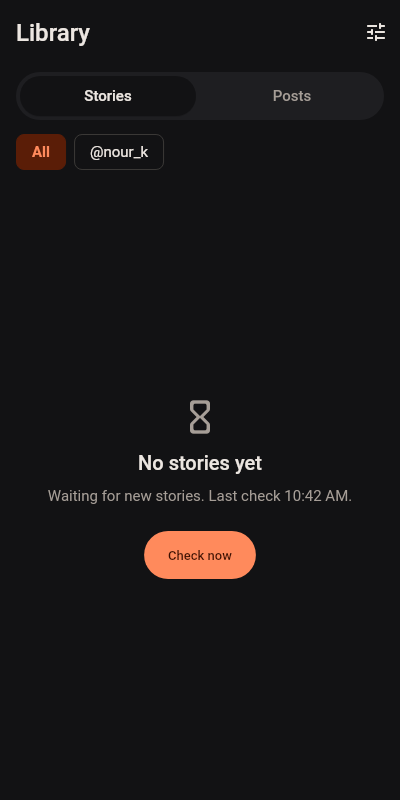 Library
Stories
Posts
All
@nour_k
No stories yet
Waiting for new stories. Last check 10:42 AM.
Check now